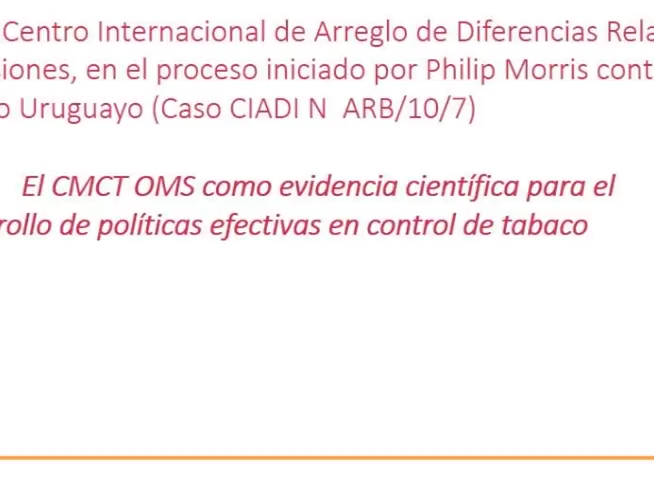 Centro Internacional de Arreglo de Diferencias Rela
siones, en el proceso iniciado por Philip Morris cont
o Uruguayo (Caso CIADI N ARB/10/7)
El CMCT OMS como evidencia científica para el
rollo de políticas efectivas en control de tabaco